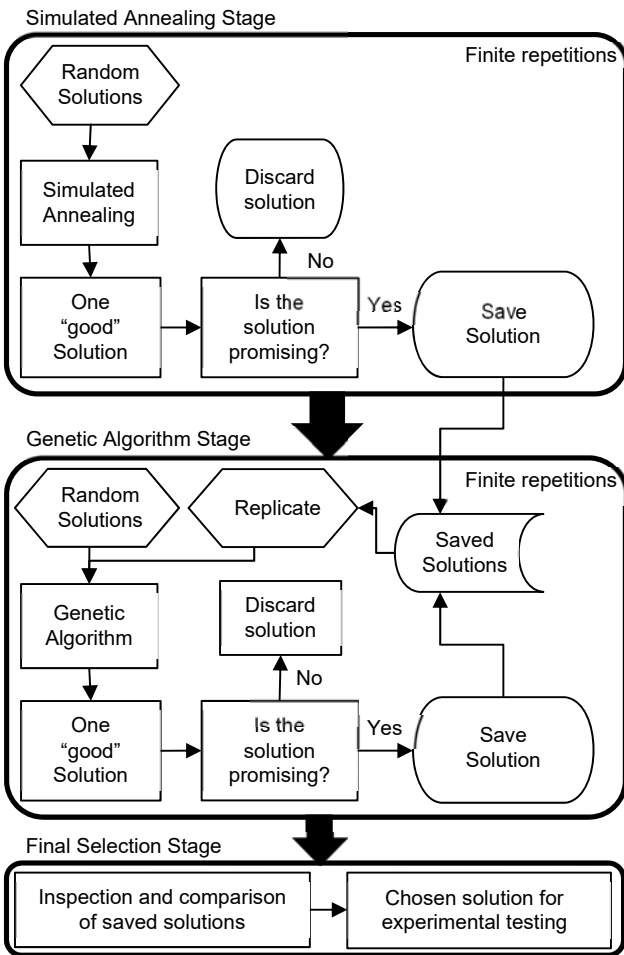 Simulated Annealing Stage
Finite repetitions
Random
Solutions
Simulated
Annealing
Discard
solution
No
One
“good”
Solution
Is the
solution
promising?
Yes
Save
Solution
Genetic Algorithm Stage
Finite repetitions
Random
Solutions
Replicate
Saved
Solutions
Genetic
Algorithm
Discard
solution
No
One
“good”
Solution
Is the
solution
promising?
Yes
Save
Solution
Final Selection Stage
Inspection and comparison
of saved solutions
Chosen solution for
experimental testing